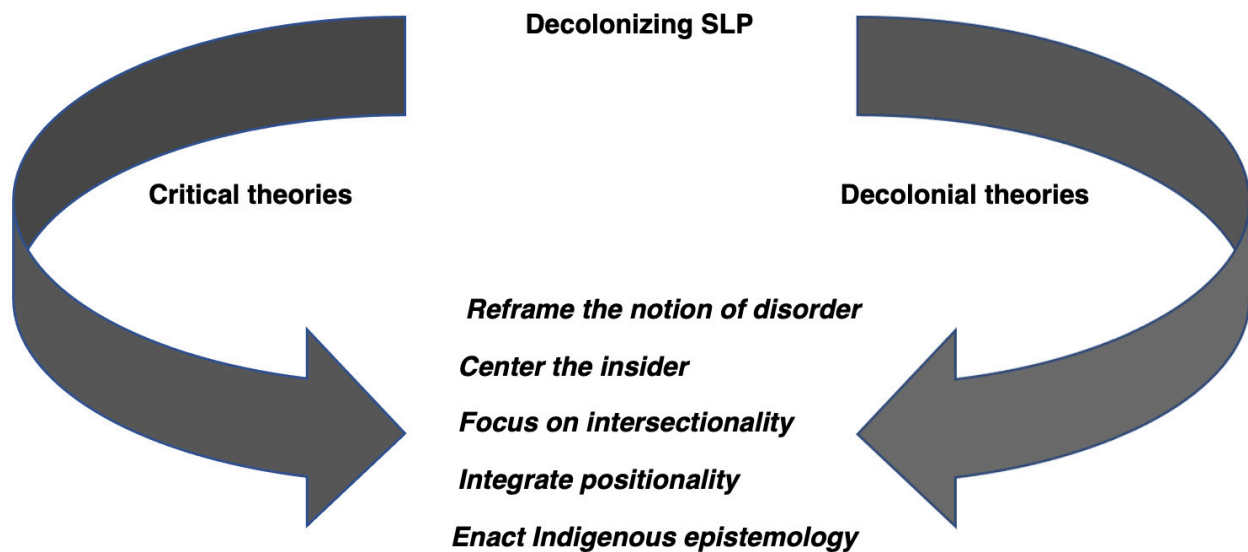 Decolonizing SLP
Critical theories
Decolonial theories
Reframe the notion of disorder
Center the insider
Focus on intersectionality
Integrate positionality
Enact Indigenous epistemology